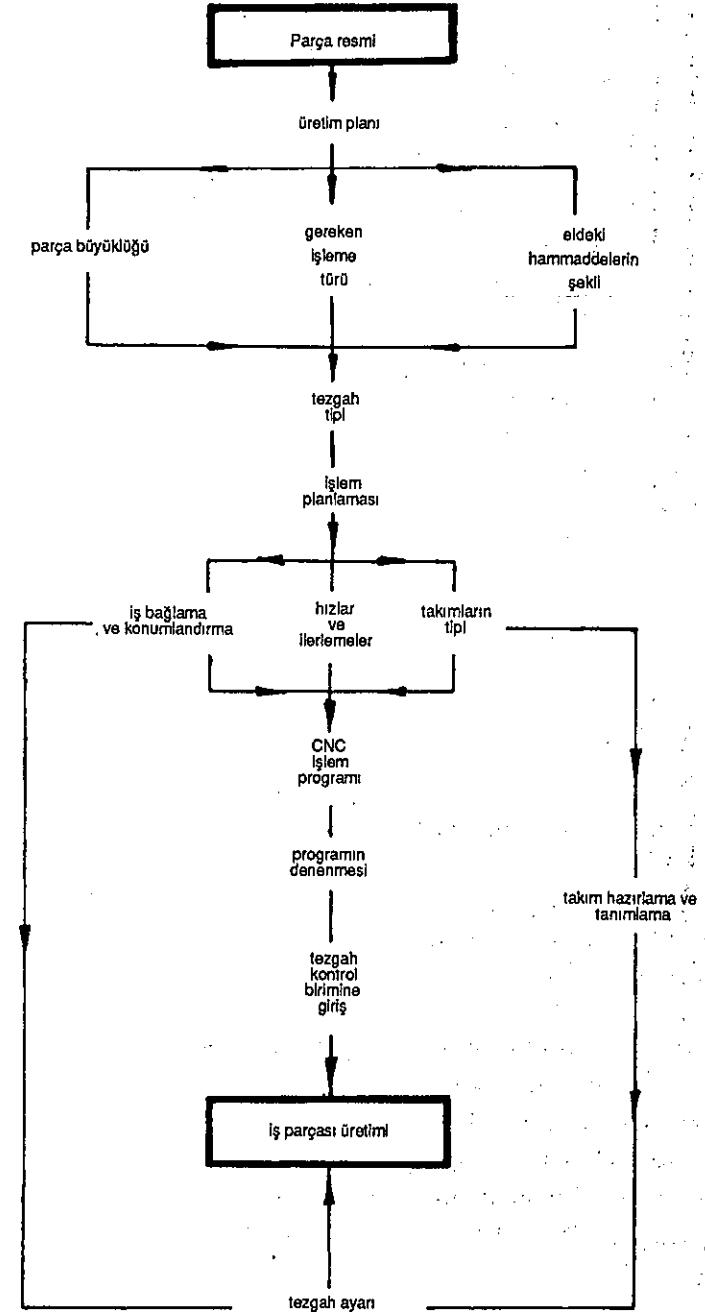 Parça resmi
üretim planı
parça büyüklüğü
gereken
işleme
türü
eldeki
hammaddelerin
şekli
tezgah
tipi
işlem
planlaması
iş bağlama
ve konumlandırma
hızlar
ve
ilerlemeler
takımların
tipi
CNC
işlem
programı
programın
denenmesi
takım hazırlama ve
tanımlama
tezgah
kontrol
birimine
giriş
iş parçası üretimi
tezgah ayarı